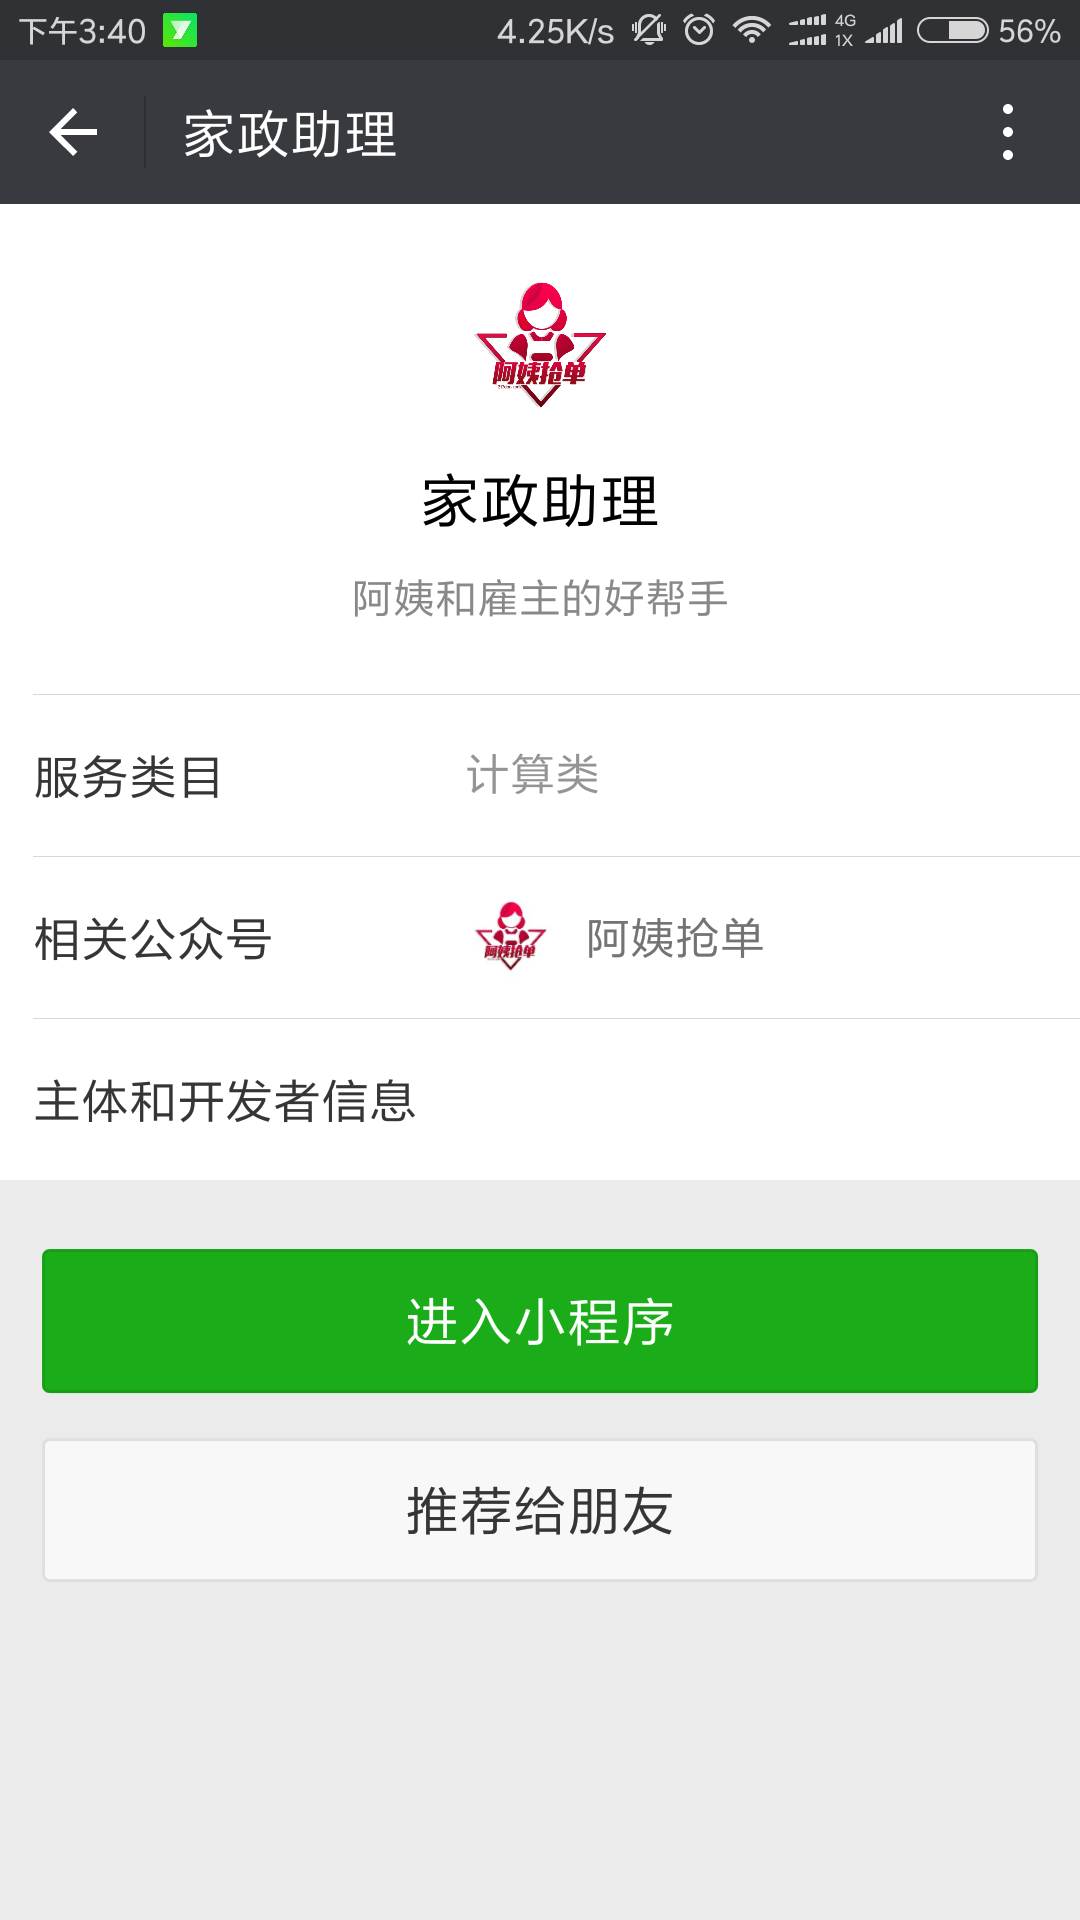 下午3:40 4.25K/s 4G 1X 56%
家政助理
阿姨抢单
家政助理
阿姨和雇主的好帮手
服务类目 计算类
相关公众号 阿姨抢单 阿姨抢单
主体和开发者信息
进入小程序
推荐给朋友